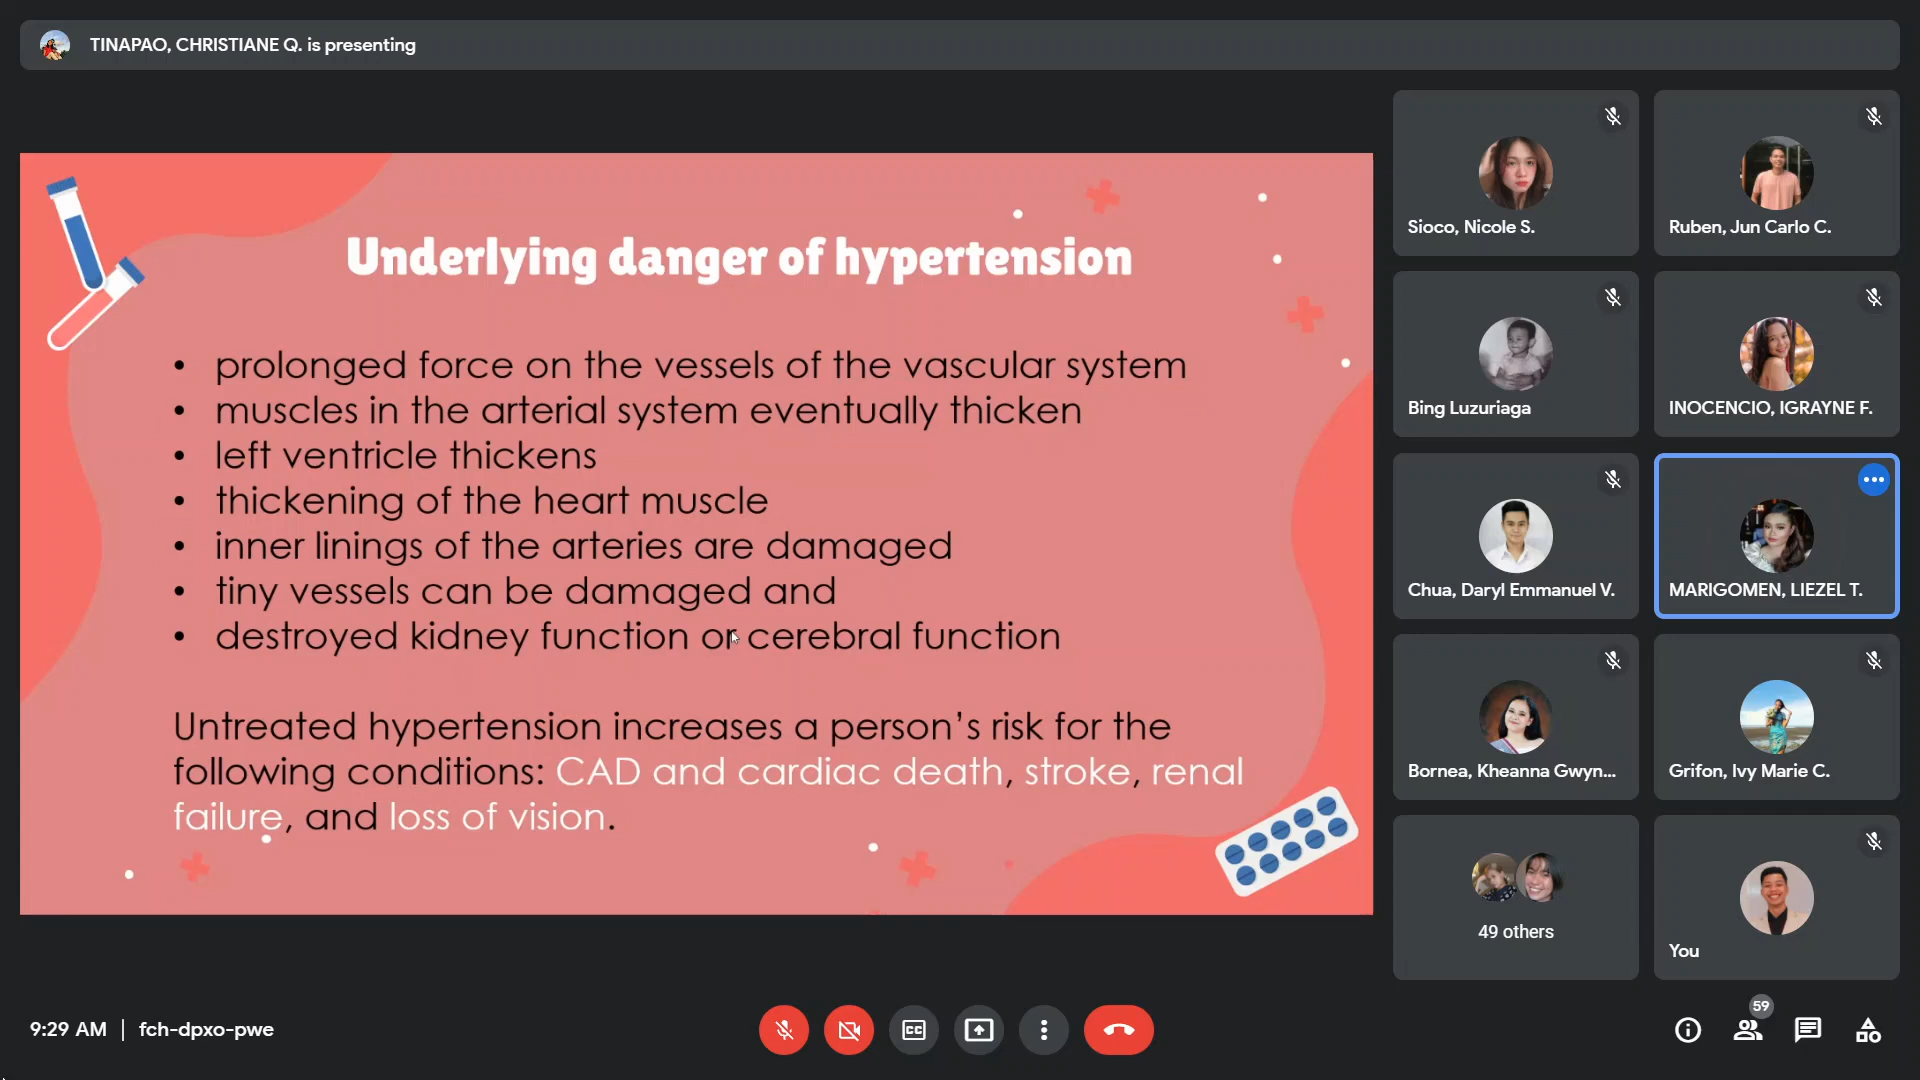 TINAPAO, CHRISTIANE Q. is presenting
Underlying danger of hypertension
• prolonged force on the vessels of the vascular system
• muscles in the arterial system eventually thicken
• left ventricle thickens
• thickening of the heart muscle
• inner linings of the arteries are damaged
• tiny vessels can be damaged and
• destroyed kidney function or cerebral function
Untreated hypertension increases a person's risk for the
following conditions: CAD and cardiac death, stroke, renal
failure, and loss of vision.
Sioco, Nicole S.
Ruben, Jun Carlo C.
Bing Luzuriaga
INOCENCIO, IGRAYNE F.
Chua, Daryl Emmanuel V.
MARIGOMEN, LIEZEL T.
Bornea, Kheanna Gwyn...
Grifon, Ivy Marie C.
49 others
You
9:29 AM | fch-dpxo-pwe
CC
59